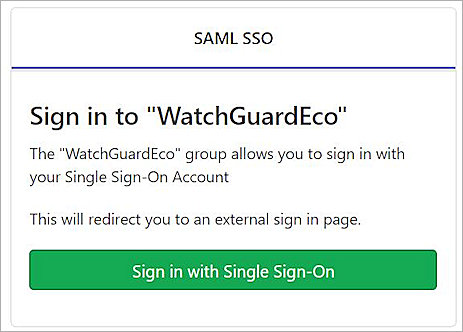 SAML SSO
Sign in to "WatchGuardEco"
The "WatchGuardEco" group allows you to sign in with
your Single Sign-On Account
This will redirect you to an external sign in page.
Sign in with Single Sign-On